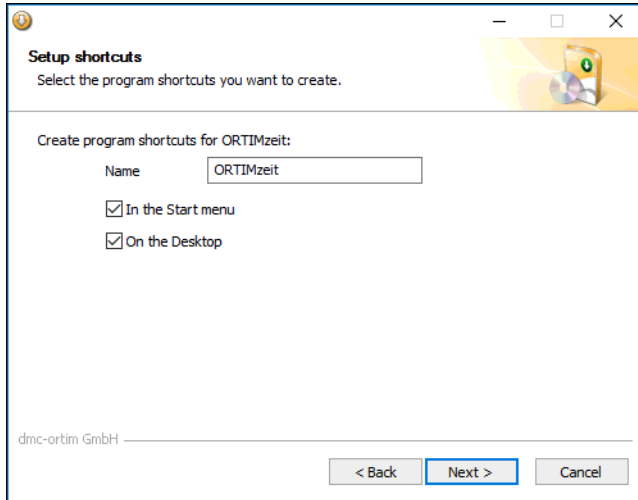 Setup shortcuts
Select the program shortcuts you want to create.
Create program shortcuts for ORTIMzeit:
Name ORTIMzeit
In the Start menu
On the Desktop
dmc-ortim GmbH
< Back Next > Cancel